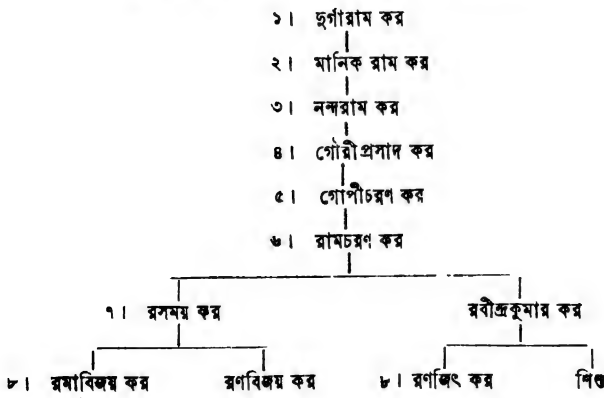 ১। দুর্গারাম কর
২। মানিক রাম কর
৩। নন্দরাম কর
৪। গৌরীপ্রসাদ কর
৫। গোপীচরণ কর
৬। রামচরণ কর
৭। রসময় কর রবীন্দ্রকুমার কর
৮। রমাবিজয় কর রণবিজয় কর ৮। রণজিৎ কর শিশু